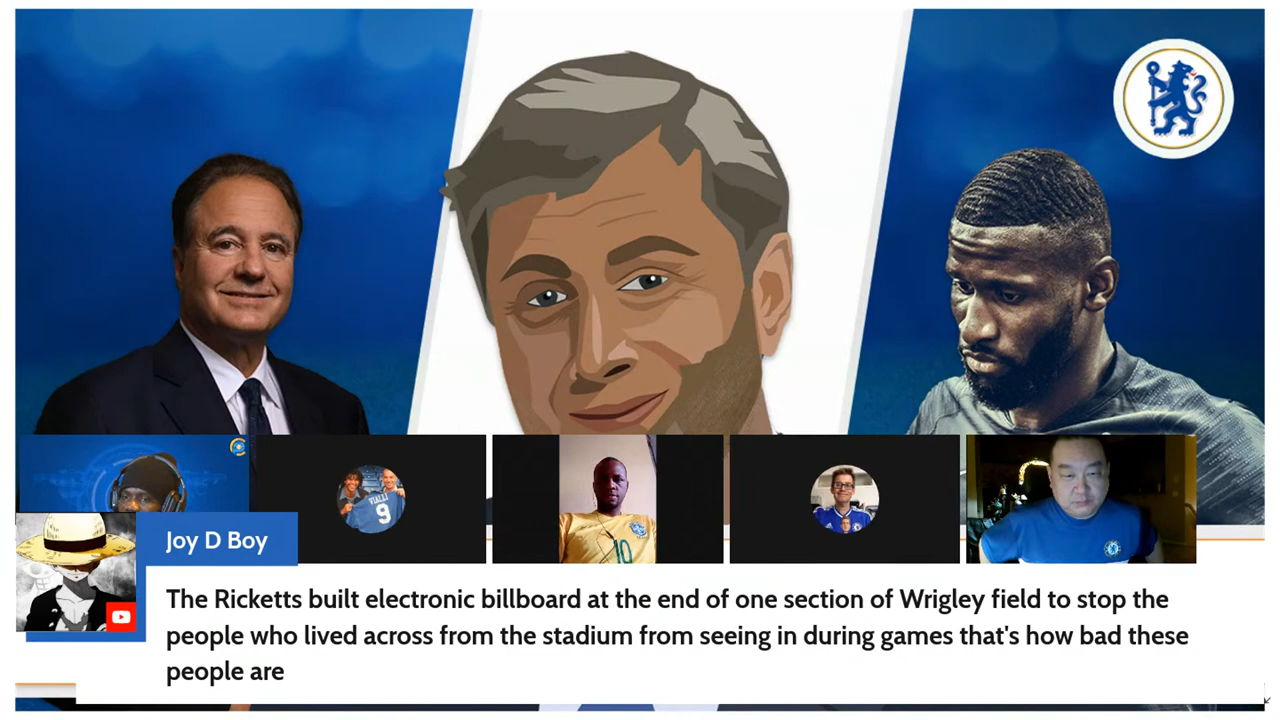 VIALLI
9
10
Joy D Boy
The Ricketts built electronic billboard at the end of one section of Wrigley field to stop the
people who lived across from the stadium from seeing in during games that's how bad these
people are